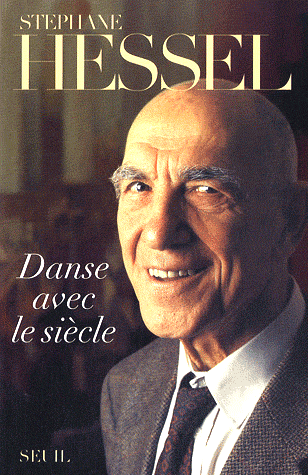 STEPHANE
HESSEL
Danse
avec
le siècle
SEUIL